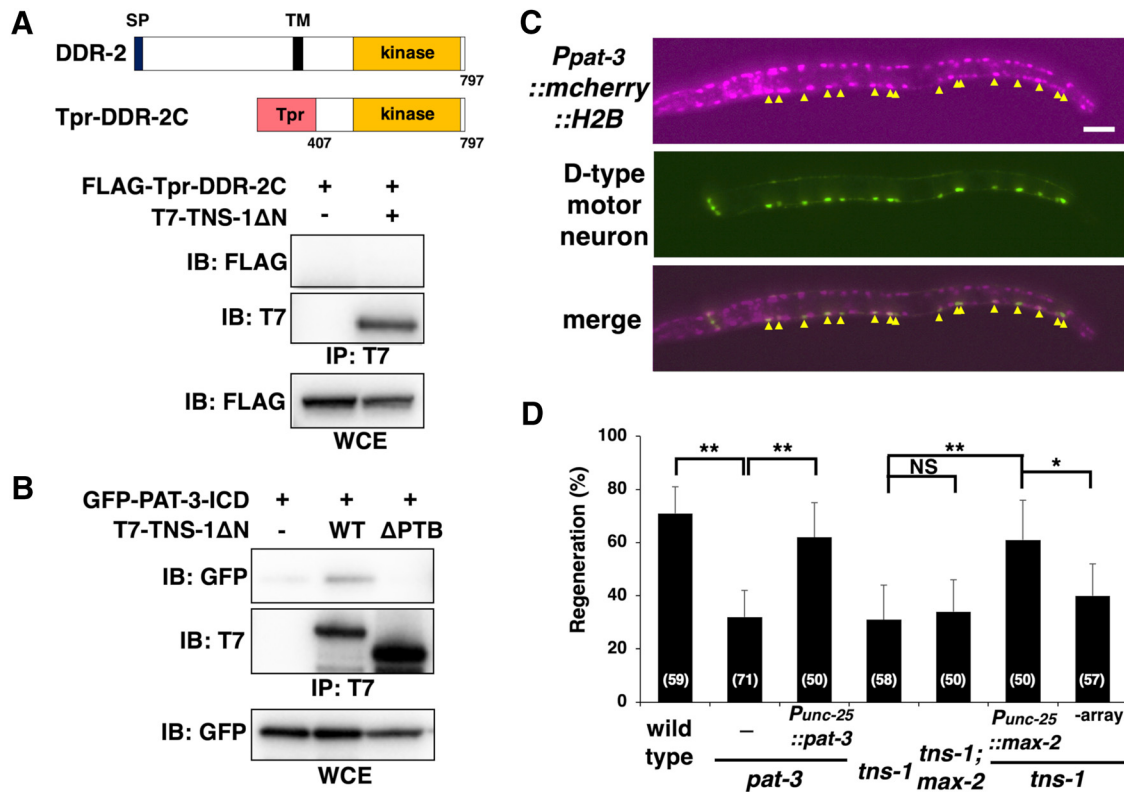 A
SP
TM
DDR-2
kinase
797
Tpr-DDR-2C
Tpr
kinase
407
797
FLAG-Tpr-DDR-2C + +
T7-TNS-1ΔN - +
IB: FLAG
IB: T7
IP: T7
IB: FLAG
WCE
B
GFP-PAT-3-ICD + + +
T7-TNS-1ΔN - WT ΔPTB
IB: GFP
IB: T7
IP: T7
IB: GFP
WCE
C
Ppat-3
::mcherry
::H2B
D-type
motor
neuron
merge
D
Regeneration (%)
100
80
60
40
20
0
** ** ** NS *
(59) (71) (50) (58) (50) (50) (57)
wild
type
–
Punc-25
::pat-3
pat-3
tns-1
tns-1;
max-2
Punc-25
::max-2
-array
tns-1